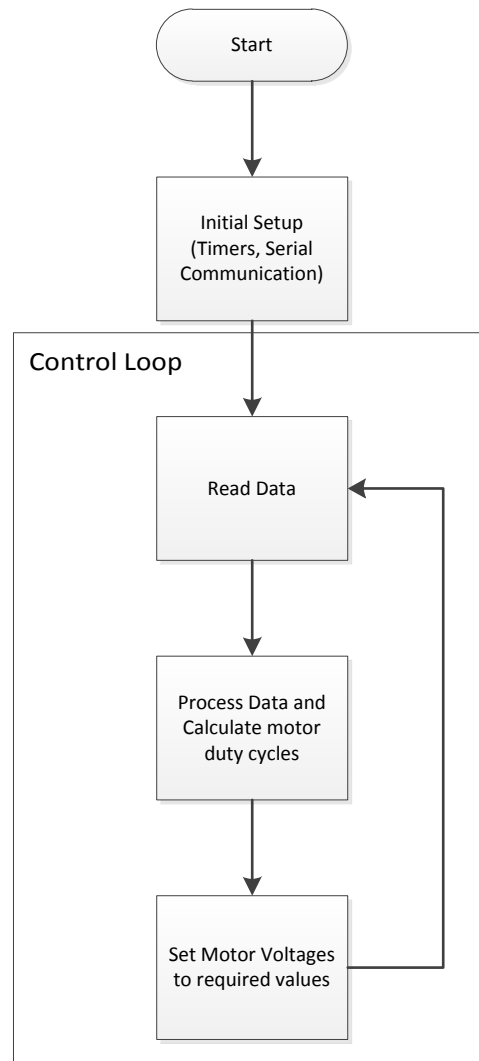 Start
Initial Setup
(Timers, Serial
Communication)
Control Loop
Read Data
Process Data and
Calculate motor
duty cycles
Set Motor Voltages
to required values